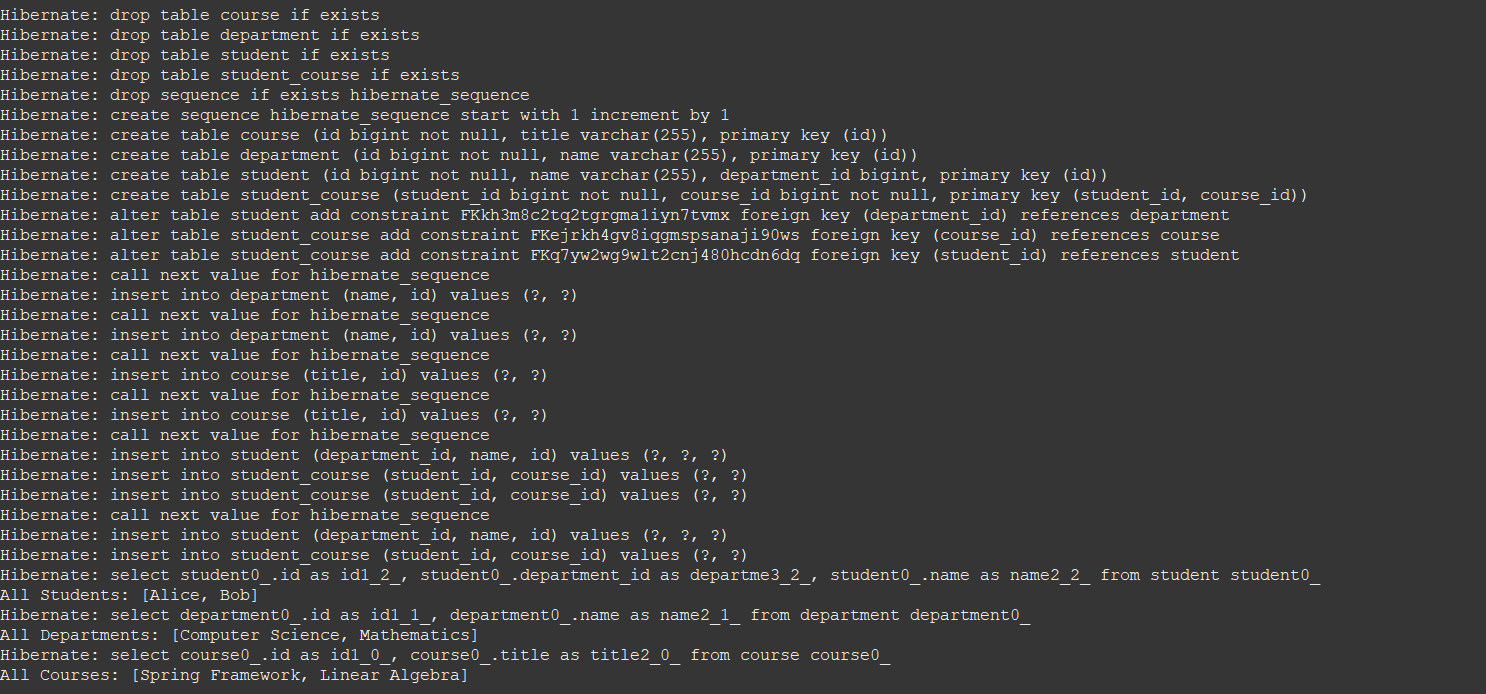 Hibernate: drop table course if exists
Hibernate: drop table department if exists
Hibernate: drop table student if exists
Hibernate: drop table student_course if exists
Hibernate: drop sequence if exists hibernate_sequence
Hibernate: create sequence hibernate_sequence start with 1 increment by 1
Hibernate: create table course (id bigint not null, title varchar(255), primary key (id))
Hibernate: create table department (id bigint not null, name varchar(255), primary key (id))
Hibernate: create table student (id bigint not null, name varchar(255), department_id bigint, primary key (id))
Hibernate: create table student_course (student_id bigint not null, course_id bigint not null, primary key (student_id, course_id))
Hibernate: alter table student add constraint FKkh3m8c2tq2tgrgma1iyn7tvmx foreign key (department_id) references department
Hibernate: alter table student_course add constraint FKejrkh4gv8iqgmspsanaji90ws foreign key (course_id) references course
Hibernate: alter table student_course add constraint FKq7yw2wg9wlt2cnj480hcdn6dq foreign key (student_id) references student
Hibernate: call next value for hibernate_sequence
Hibernate: insert into department (name, id) values (?, ?)
Hibernate: call next value for hibernate_sequence
Hibernate: insert into department (name, id) values (?, ?)
Hibernate: call next value for hibernate_sequence
Hibernate: insert into course (title, id) values (?, ?)
Hibernate: call next value for hibernate_sequence
Hibernate: insert into course (title, id) values (?, ?)
Hibernate: call next value for hibernate_sequence
Hibernate: insert into student (department_id, name, id) values (?, ?, ?)
Hibernate: insert into student_course (student_id, course_id) values (?, ?)
Hibernate: insert into student_course (student_id, course_id) values (?, ?)
Hibernate: call next value for hibernate_sequence
Hibernate: insert into student (department_id, name, id) values (?, ?, ?)
Hibernate: insert into student_course (student_id, course_id) values (?, ?)
Hibernate: select student0_.id as id1_2_, student0_.department_id as departme3_2_, student0_.name as name2_2_ from student student0_
All Students: [Alice, Bob]
Hibernate: select department0_.id as id1_1_, department0_.name as name2_1_ from department department0_
All Departments: [Computer Science, Mathematics]
Hibernate: select course0_.id as id1_0_, course0_.title as title2_0_ from course course0_
All Courses: [Spring Framework, Linear Algebra]